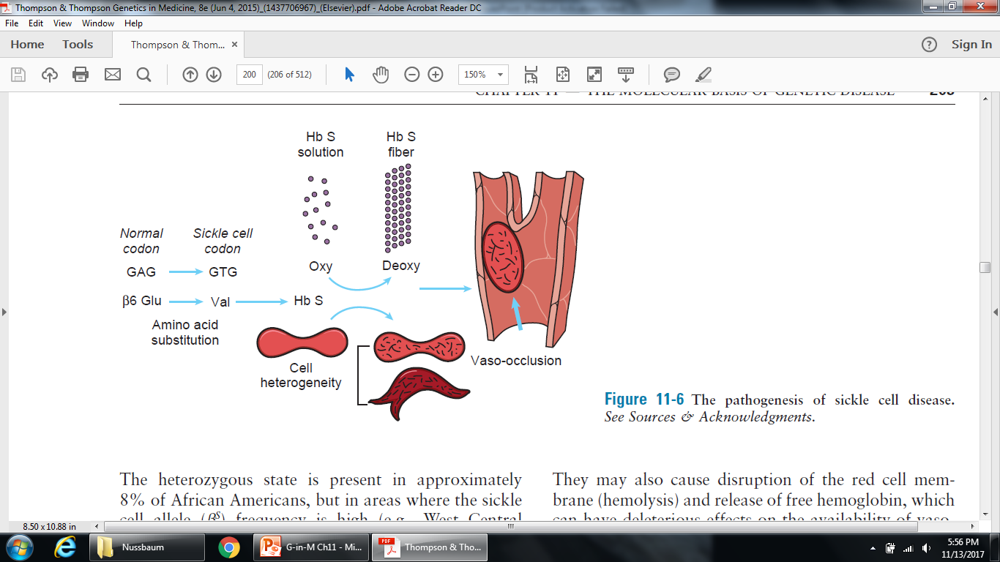 Thompson & Thompson Genetics in Medicine, 8e (Jun 4, 2015)_(1437706967)_(Elsevier).pdf - Adobe Acrobat Reader DC
File Edit View Window Help
Home Tools Thompson & Thom... × ? Sign In
200 (206 of 512) 150%
CHAPTER 11 — THE MOLECULAR BASIS OF GENETIC DISEASE
Hb S
solution
Hb S
fiber
Normal
codon
Sickle cell
codon
GAG GTG
Oxy Deoxy
β6 Glu Val Hb S
Amino acid
substitution
Cell
heterogeneity
Vaso-occlusion
Figure 11-6 The pathogenesis of sickle cell disease.
See Sources & Acknowledgments.
The heterozygous state is present in approximately
8% of African Americans, but in areas where the sickle
cell allele (βS) frequency is high (e.g., West Central
They may also cause disruption of the red cell mem-
brane (hemolysis) and release of free hemoglobin, which
can have deleterious effects on the availability of vaso-
8.50 x 10.88 in
Nussbaum
G-in-M Ch11 - Mi...
PDF
Thompson & Tho...
5:56 PM
11/13/2017